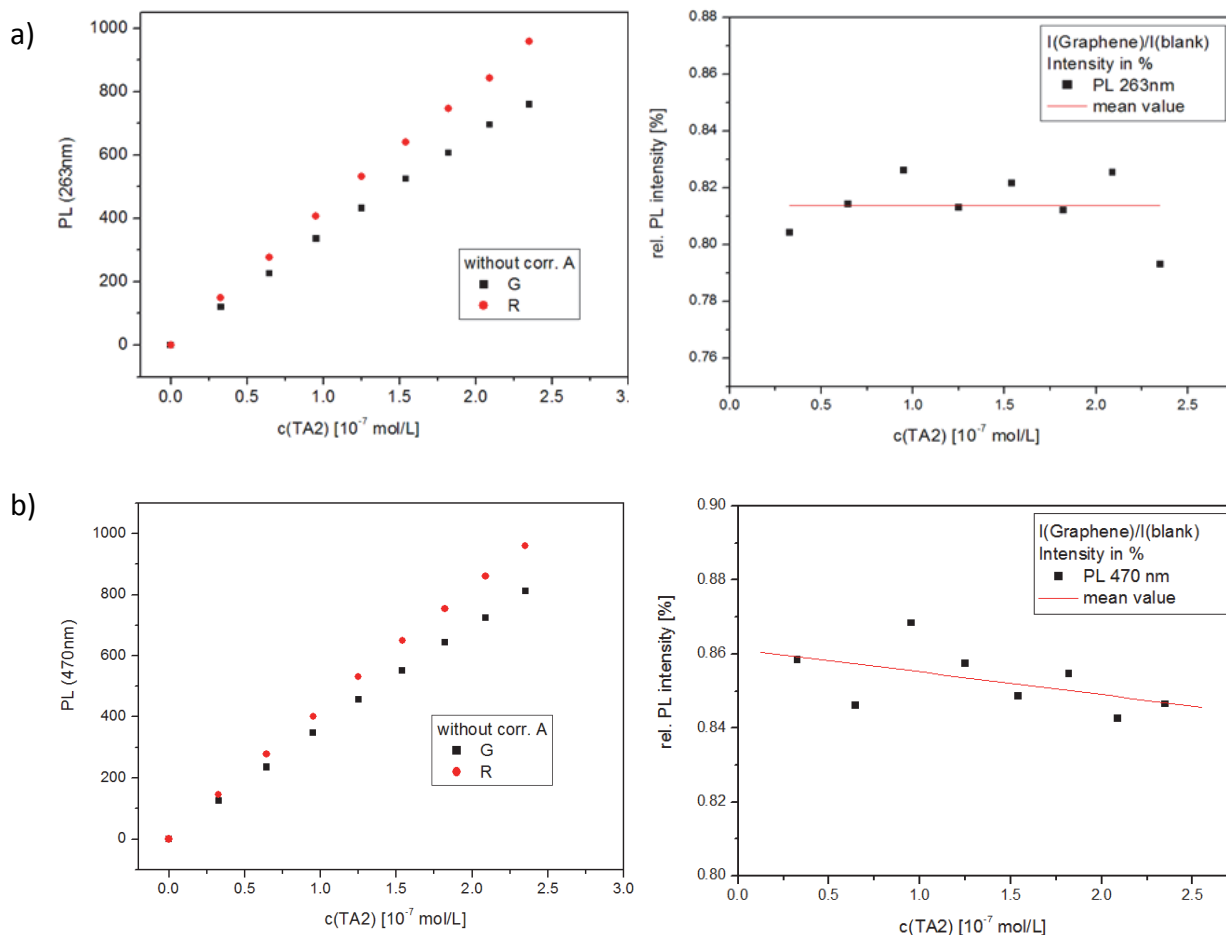 a)
PL (263nm)
1000
800
600
400
200
0
without corr. A
G
R
0.0 0.5 1.0 1.5 2.0 2.5 3.
c(TA2) [10⁻⁷ mol/L]
rel. PL intensity [%]
0.88
0.86
0.84
0.82
0.80
0.78
0.76
I(Graphene)/I(blank)
Intensity in %
PL 263nm
mean value
0.0 0.5 1.0 1.5 2.0 2.5
c(TA2) [10⁻⁷ mol/L]
b)
PL (470nm)
1000
800
600
400
200
0
without corr. A
G
R
0.0 0.5 1.0 1.5 2.0 2.5 3.0
c(TA2) [10⁻⁷ mol/L]
rel. PL intensity [%]
0.90
0.88
0.86
0.84
0.82
0.80
I(Graphene)/I(blank)
Intensity in %
PL 470 nm
mean value
0.0 0.5 1.0 1.5 2.0 2.5
c(TA2) [10⁻⁷ mol/L]